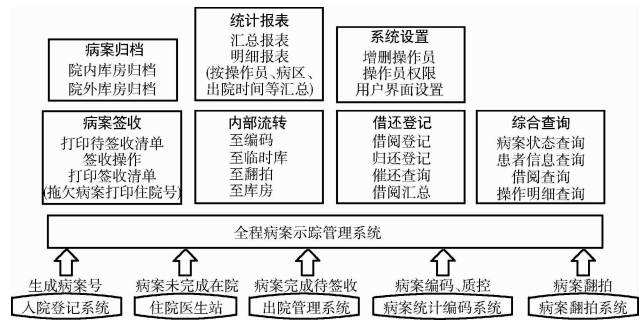 病案归档
院内库房归档
院外库房归档
统计报表
汇总报表
明细报表
(按操作员、病区、
出院时间等汇总)
系统设置
增删操作员
操作员权限
用户界面设置
病案签收
打印待签收清单
签收操作
打印签收清单
(拖欠病案打印住院号)
内部流转
至编码
至临时库
至翻拍
至库房
借还登记
借阅登记
归还登记
催还查询
借阅汇总
综合查询
病案状态查询
患者信息查询
借阅查询
操作明细查询
全程病案示踪管理系统
生成病案号
病案未完成在院
病案完成待签收
病案编码、质控
病案翻拍
入院登记系统
住院医生站
出院管理系统
病案统计编码系统
病案翻拍系统